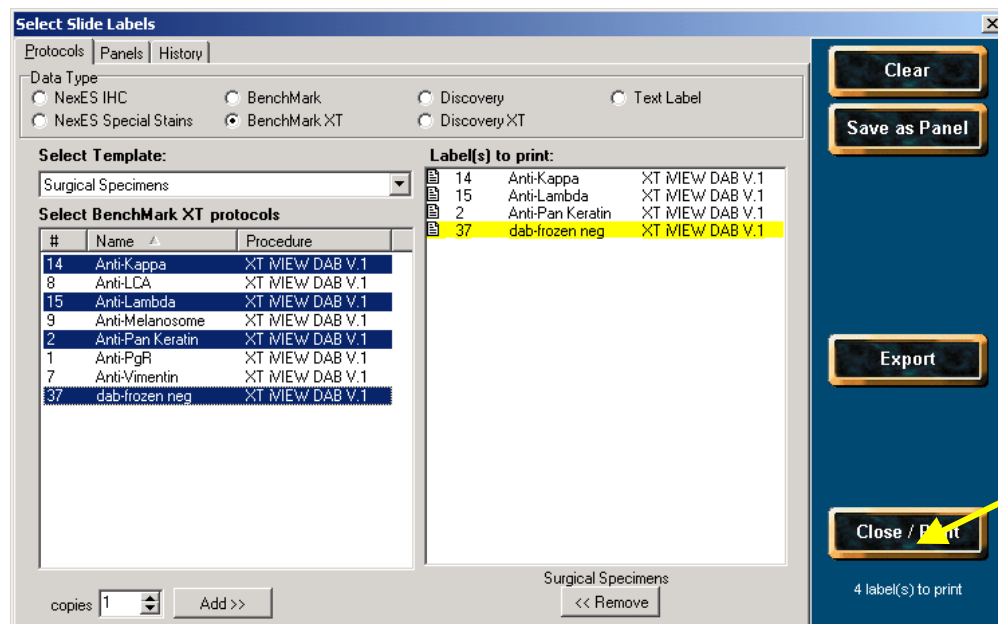 Select Slide Labels
Protocols Panels History
Data Type
NexES IHC BenchMark Discovery Text Label
NexES Special Stains BenchMark XT Discovery XT
Select Template:
Surgical Specimens
Select BenchMark XT protocols
# Name Procedure
14 Anti-Kappa XT iVIEW DAB V.1
8 Anti-LCA XT iVIEW DAB V.1
15 Anti-Lambda XT iVIEW DAB V.1
9 Anti-Melanosome XT iVIEW DAB V.1
2 Anti-Pan Keratin XT iVIEW DAB V.1
1 Anti-PgR XT iVIEW DAB V.1
7 Anti-Vimentin XT iVIEW DAB V.1
37 dab-frozen neg XT iVIEW DAB V.1
copies 1 Add >>
Label(s) to print:
14 Anti-Kappa XT iVIEW DAB V.1
15 Anti-Lambda XT iVIEW DAB V.1
2 Anti-Pan Keratin XT iVIEW DAB V.1
37 dab-frozen neg XT iVIEW DAB V.1
Surgical Specimens
<< Remove
Clear
Save as Panel
Export
Close / Print
4 label(s) to print